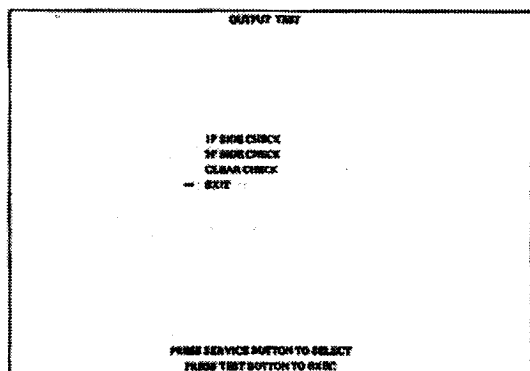 OUTPUT TEST
1P SIDE CHECK
2P SIDE CHECK
CLEAR CHECK
→ EXIT
PRESS SERVICE BUTTON TO SELECT
PRESS TEST BUTTON TO EXEC